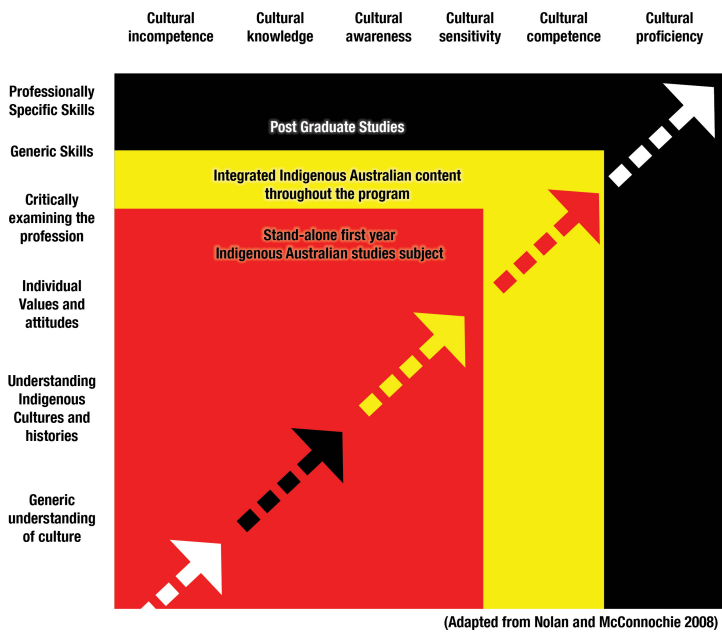 Cultural incompetence
Cultural knowledge
Cultural awareness
Cultural sensitivity
Cultural competence
Cultural proficiency
Professionally
Specific Skills
Post Graduate Studies
Generic Skills
Integrated Indigenous Australian content
throughout the program
Critically
examining the
profession
Stand-alone first year
Indigenous Australian studies subject
Individual
Values and
attitudes
Understanding
Indigenous
Cultures and
histories
Generic
understanding
of culture
(Adapted from Nolan and McConnochie 2008)